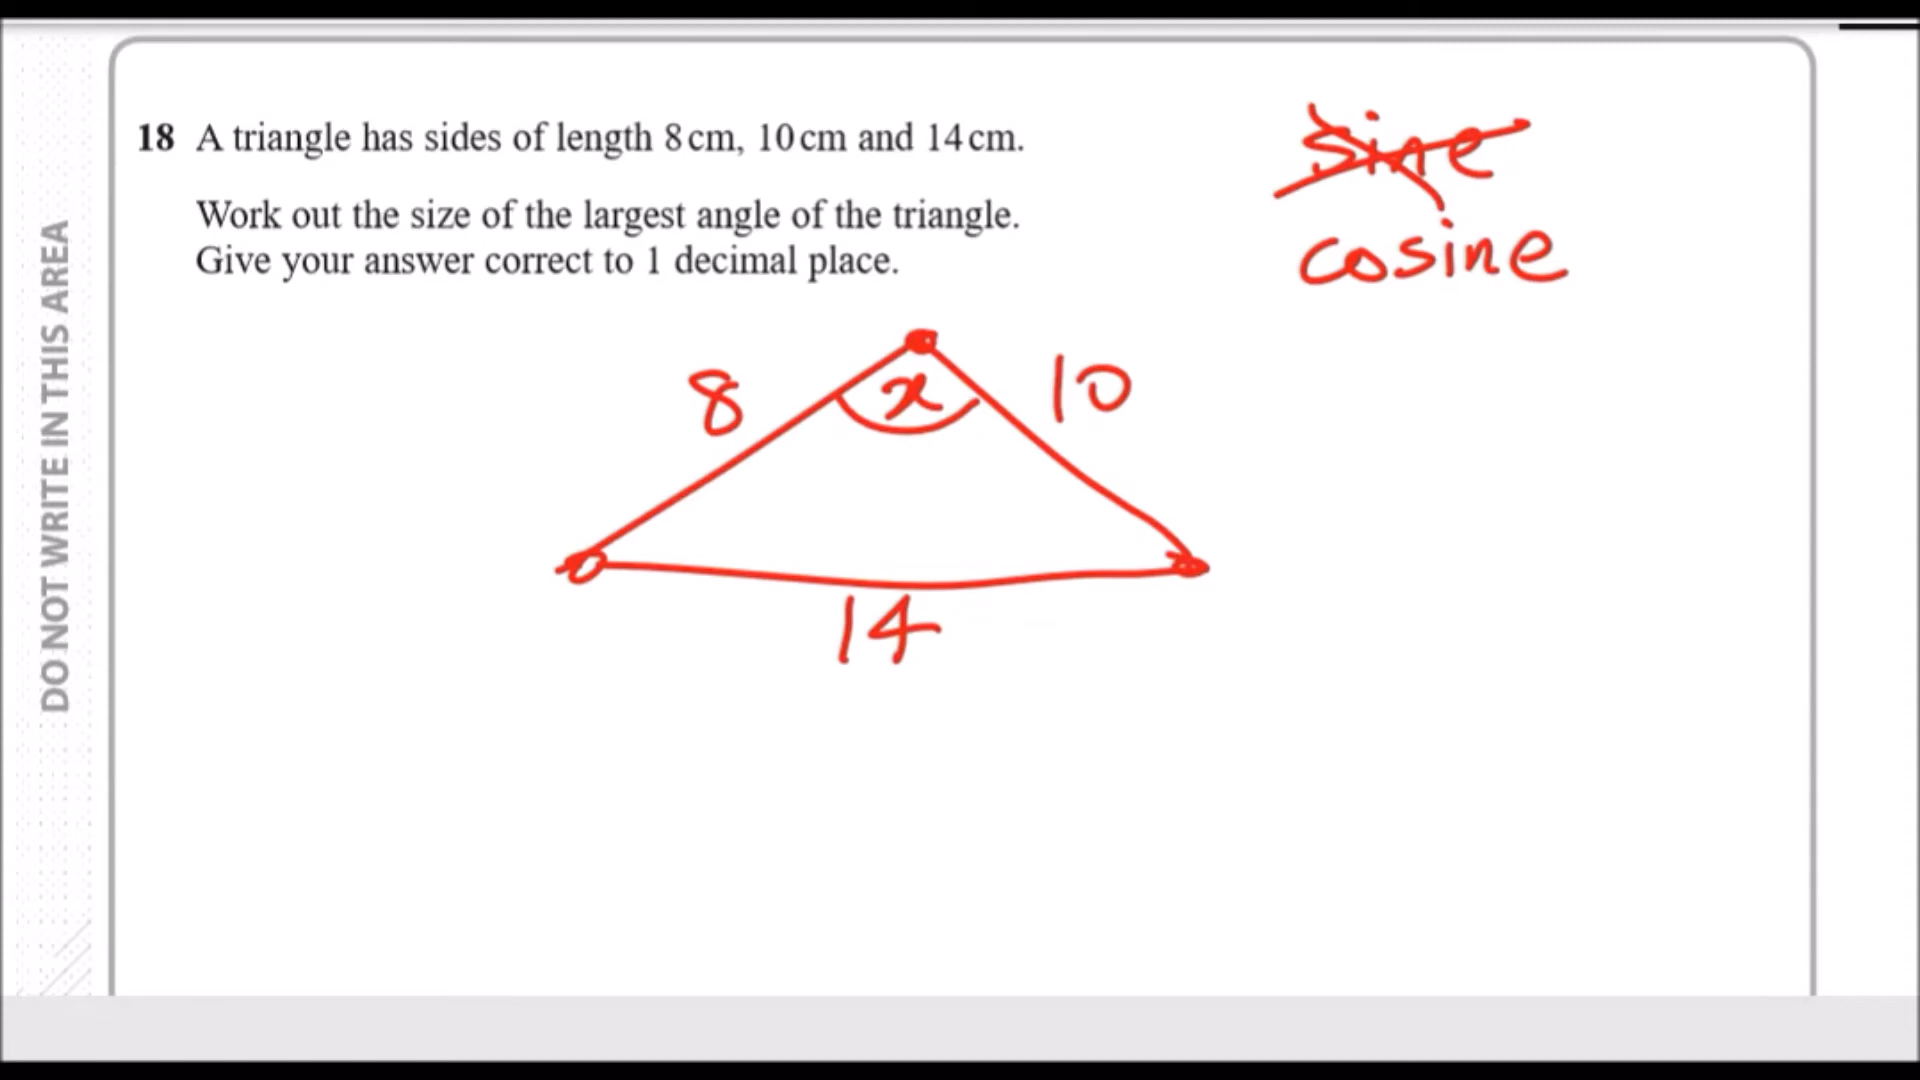 18 A triangle has sides of length 8 cm, 10 cm and 14 cm.
Work out the size of the largest angle of the triangle.
Give your answer correct to 1 decimal place.
sine
cosine
8
x
10
14
DO NOT WRITE IN THIS AREA